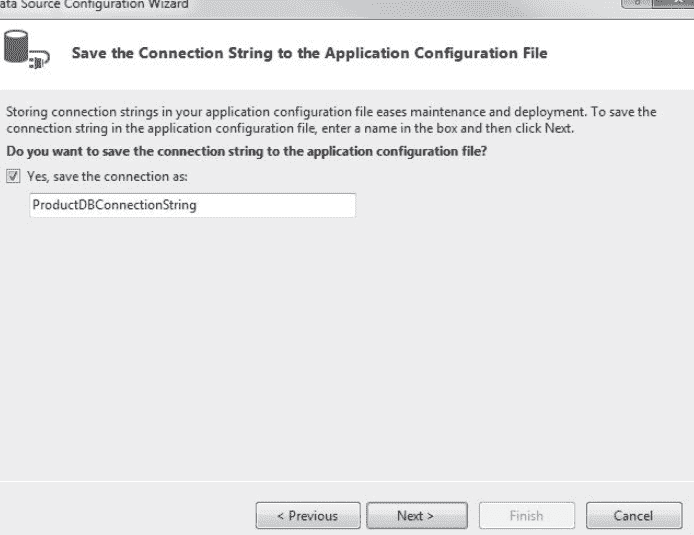 ata Source Configuration Wizard
Save the Connection String to the Application Configuration File
Storing connection strings in your application configuration file eases maintenance and deployment. To save the
connection string in the application configuration file, enter a name in the box and then click Next.
Do you want to save the connection string to the application configuration file?
Yes, save the connection as:
ProductDBConnectionString
< Previous Next > Finish Cancel